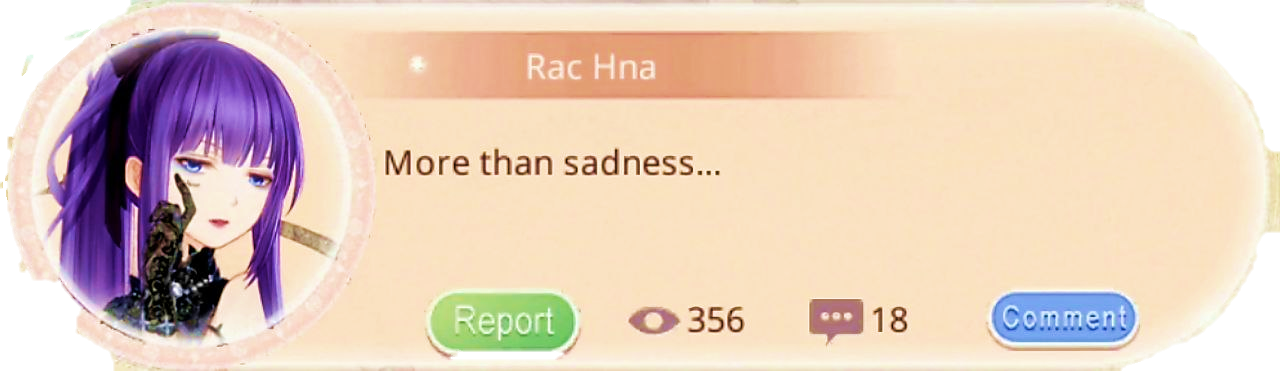 Rac Hna
More than sadness...
Report 356 18 Comment